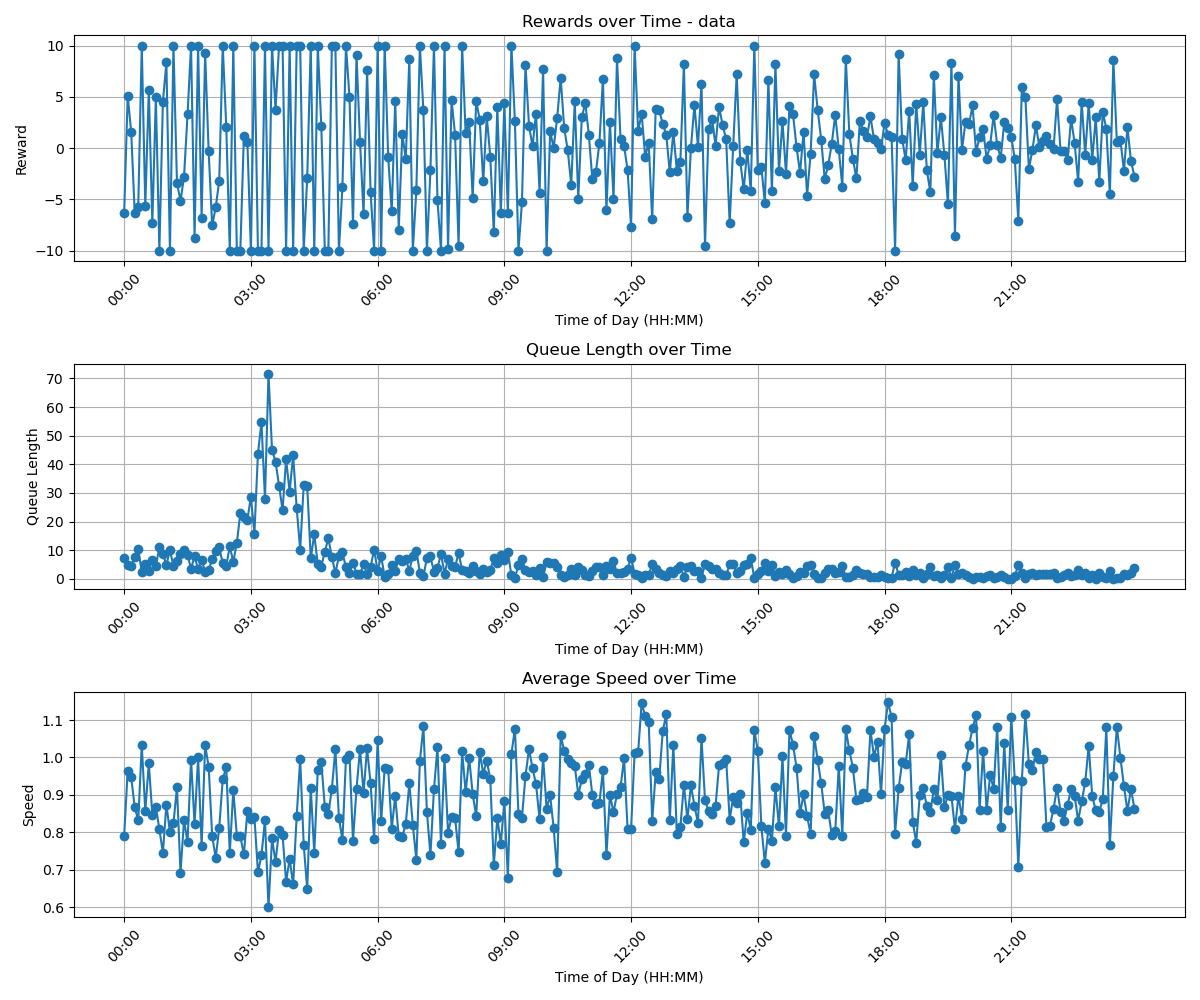 Rewards over Time - data
10
5
0
−5
−10
Reward
00:00 03:00 06:00 09:00 12:00 15:00 18:00 21:00
Time of Day (HH:MM)
Queue Length over Time
70
60
50
40
30
20
10
0
Queue Length
00:00 03:00 06:00 09:00 12:00 15:00 18:00 21:00
Time of Day (HH:MM)
Average Speed over Time
1.1
1.0
0.9
0.8
0.7
0.6
Speed
00:00 03:00 06:00 09:00 12:00 15:00 18:00 21:00
Time of Day (HH:MM)